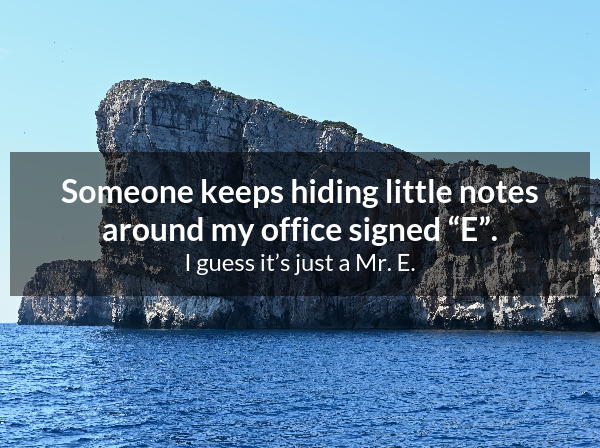 Someone keeps hiding little notes
around my office signed “E”.
I guess it’s just a Mr. E.